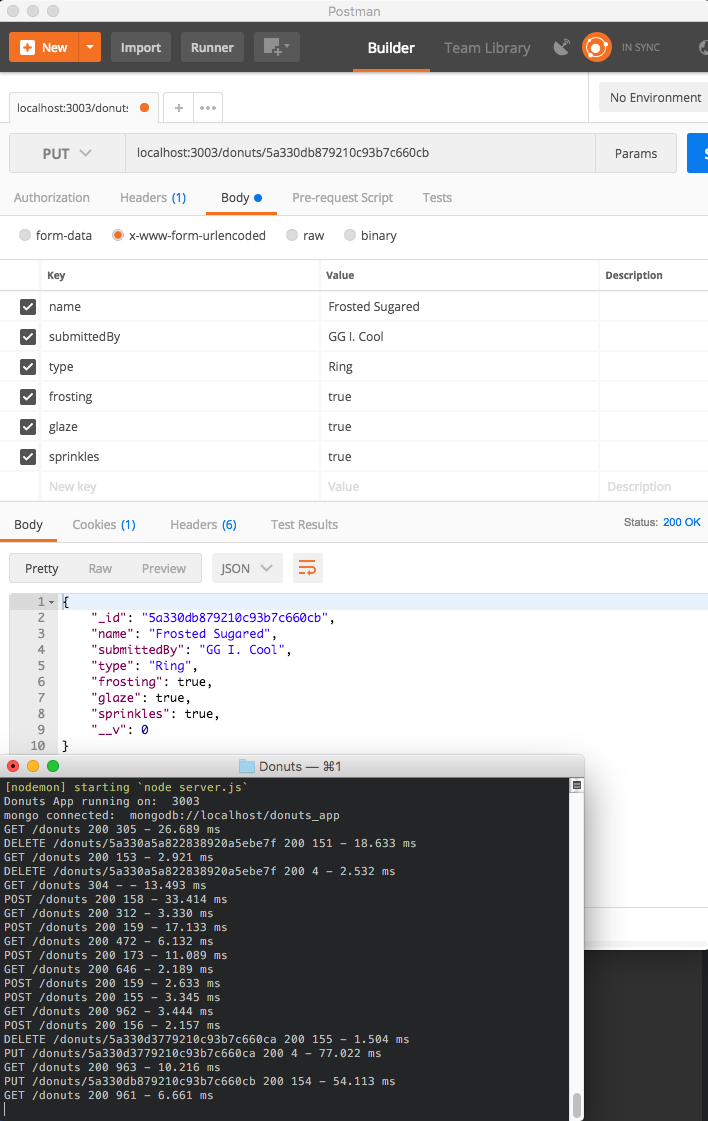 Postman
New Import Runner Builder Team Library IN SYNC
localhost:3003/donuts + ••• No Environment
PUT localhost:3003/donuts/5a330db879210c93b7c660cb Params
Authorization Headers (1) Body Pre-request Script Tests
form-data x-www-form-urlencoded raw binary
Key Value Description
name Frosted Sugared
submittedBy GG I. Cool
type Ring
frosting true
glaze true
sprinkles true
New key Value Description
Body Cookies (1) Headers (6) Test Results Status: 200 OK
Pretty Raw Preview JSON
1 {
2 "_id": "5a330db879210c93b7c660cb",
3 "name": "Frosted Sugared",
4 "submittedBy": "GG I. Cool",
5 "type": "Ring",
6 "frosting": true,
7 "glaze": true,
8 "sprinkles": true,
9 "__v": 0
10 }
Donuts — ⌘1
[nodemon] starting `node server.js`
Donuts App running on:  3003
mongo connected:  mongodb://localhost/donuts_app
GET /donuts 200 305 - 26.689 ms
DELETE /donuts/5a330a5a822838920a5ebe7f 200 151 - 18.633 ms
GET /donuts 200 153 - 2.921 ms
DELETE /donuts/5a330a5a822838920a5ebe7f 200 4 - 2.532 ms
GET /donuts 304 - - 13.493 ms
POST /donuts 200 158 - 33.414 ms
GET /donuts 200 312 - 3.330 ms
POST /donuts 200 159 - 17.133 ms
GET /donuts 200 472 - 6.132 ms
POST /donuts 200 173 - 11.089 ms
GET /donuts 200 646 - 2.189 ms
POST /donuts 200 159 - 2.633 ms
POST /donuts 200 155 - 3.345 ms
GET /donuts 200 962 - 3.444 ms
POST /donuts 200 156 - 2.157 ms
DELETE /donuts/5a330d3779210c93b7c660ca 200 155 - 1.504 ms
PUT /donuts/5a330d3779210c93b7c660ca 200 4 - 77.022 ms
GET /donuts 200 963 - 10.216 ms
PUT /donuts/5a330db879210c93b7c660cb 200 154 - 54.113 ms
GET /donuts 200 961 - 6.661 ms